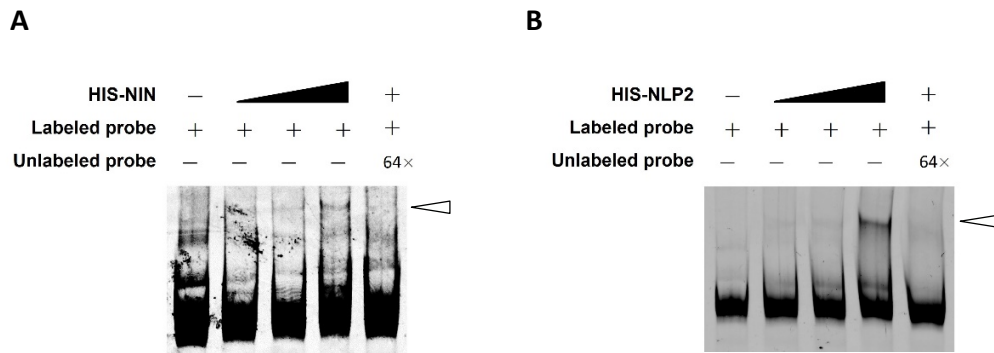 A
HIS-NIN − +
Labeled probe + + + + +
Unlabeled probe − − − − 64×
B
HIS-NLP2 − +
Labeled probe + + + + +
Unlabeled probe − − − − 64×